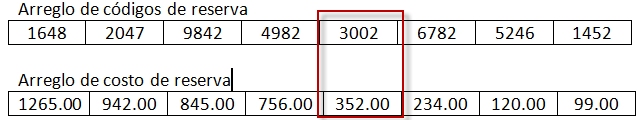 Arreglo de códigos de reserva
1648 2047 9842 4982 3002 6782 5246 1452
Arreglo de costo de reserva
1265.00 942.00 845.00 756.00 352.00 234.00 120.00 99.00